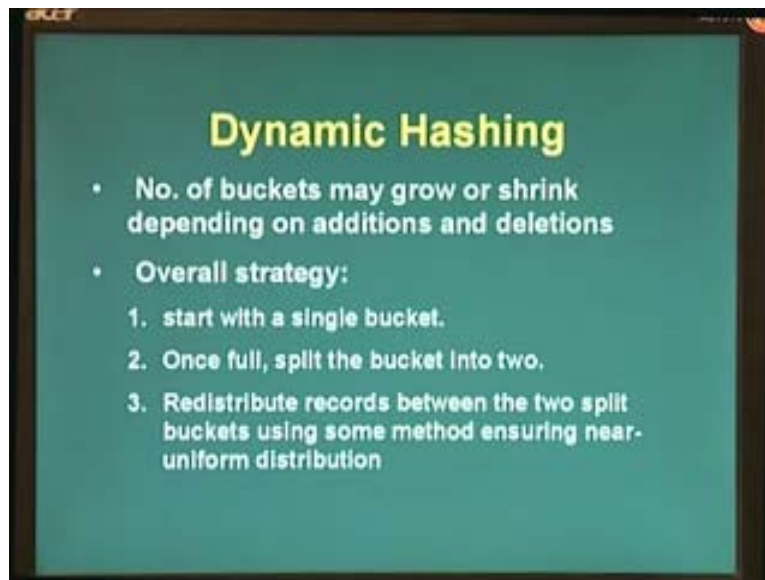 acer
Dynamic Hashing
• No. of buckets may grow or shrink
depending on additions and deletions
• Overall strategy:
1. start with a single bucket.
2. Once full, split the bucket into two.
3. Redistribute records between the two split
buckets using some method ensuring near-
uniform distribution